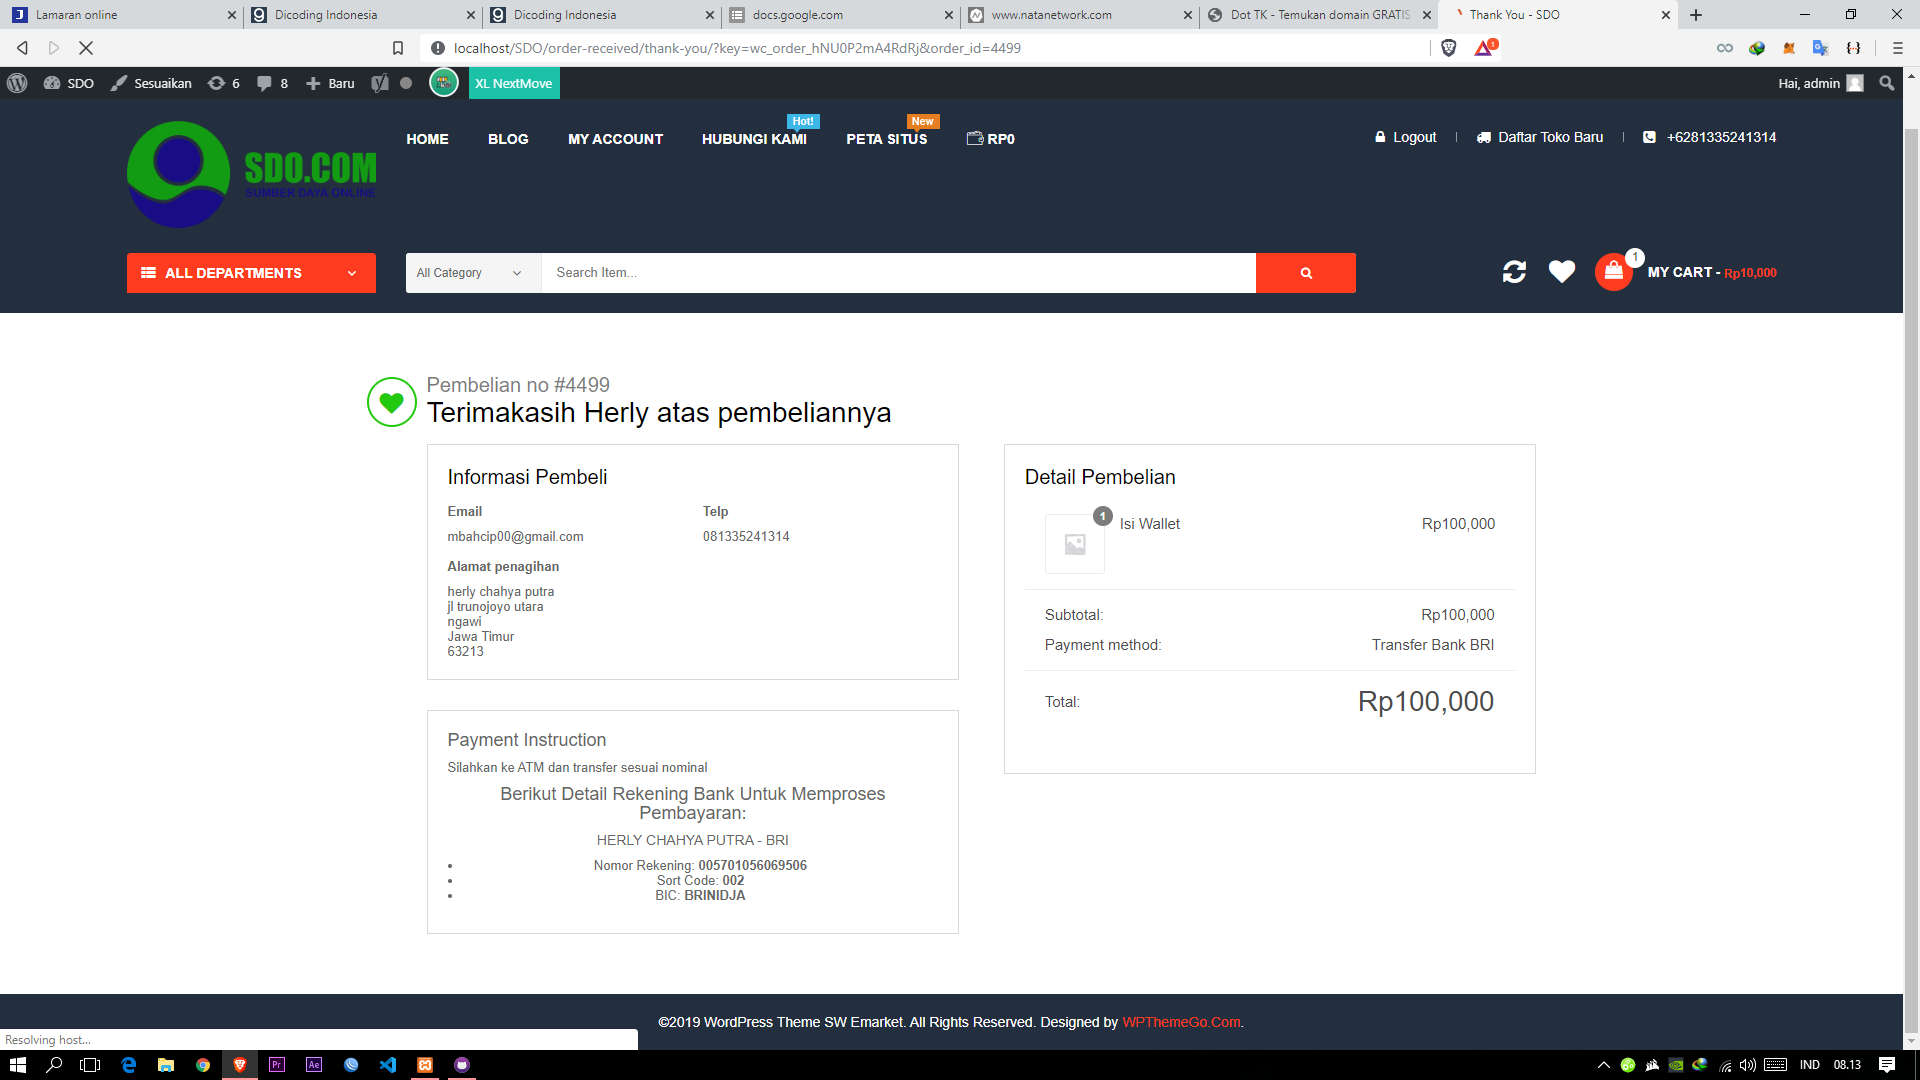 Lamaran online
Dicoding Indonesia
Dicoding Indonesia
docs.google.com
www.natanetwork.com
Dot TK - Temukan domain GRATIS
Thank You - SDO
localhost/SDO/order-received/thank-you/?key=wc_order_hNU0P2mA4RdRj&order_id=4499
1
SDO
Sesuaikan
6
8
Baru
XL NextMove
Hai, admin
SDO.COM
SUMBER DAYA ONLINE
HOME
BLOG
MY ACCOUNT
Hot!
HUBUNGI KAMI
New
PETA SITUS
RP0
Logout
Daftar Toko Baru
+6281335241314
ALL DEPARTMENTS
All Category
Search Item...
1
MY CART - Rp10,000
Pembelian no #4499
Terimakasih Herly atas pembeliannya
Informasi Pembeli
Email
Telp
mbahcip00@gmail.com
081335241314
Alamat penagihan
herly chahya putra
jl trunojoyo utara
ngawi
Jawa Timur
63213
Payment Instruction
Silahkan ke ATM dan transfer sesuai nominal
Berikut Detail Rekening Bank Untuk Memproses
Pembayaran:
HERLY CHAHYA PUTRA - BRI
Nomor Rekening: 005701056069506
Sort Code: 002
BIC: BRINIDJA
Detail Pembelian
1
Isi Wallet
Rp100,000
Subtotal:
Rp100,000
Payment method:
Transfer Bank BRI
Total:
Rp100,000
©2019 WordPress Theme SW Emarket. All Rights Reserved. Designed by WPThemeGo.Com.
Resolving host...
Pr
Ae
IND
08.13